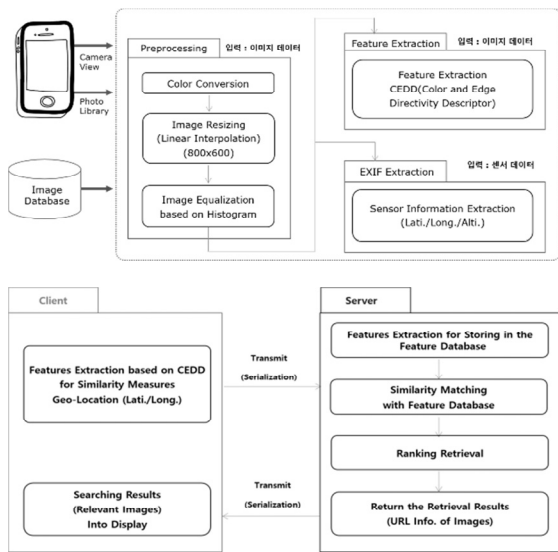 Camera
View
Photo
Library
Image
Database
Preprocessing
입력 : 이미지 데이터
Color Conversion
Image Resizing
(Linear Interpolation)
(800x600)
Image Equalization
based on Histogram
Feature Extraction
입력 : 이미지 데이터
Feature Extraction
CEDD(Color and Edge
Directivity Descriptor)
EXIF Extraction
입력 : 센서 데이터
Sensor Information Extraction
(Lati./Long./Alti.)
Client
Features Extraction based on CEDD
for Similarity Measures
Geo-Location (Lati./Long.)
Searching Results
(Relevant Images)
Into Display
Transmit
(Serialization)
Transmit
(Serialization)
Server
Features Extraction for Storing in the
Feature Database
Similarity Matching
with Feature Database
Ranking Retrieval
Return the Retrieval Results
(URL Info. of Images)